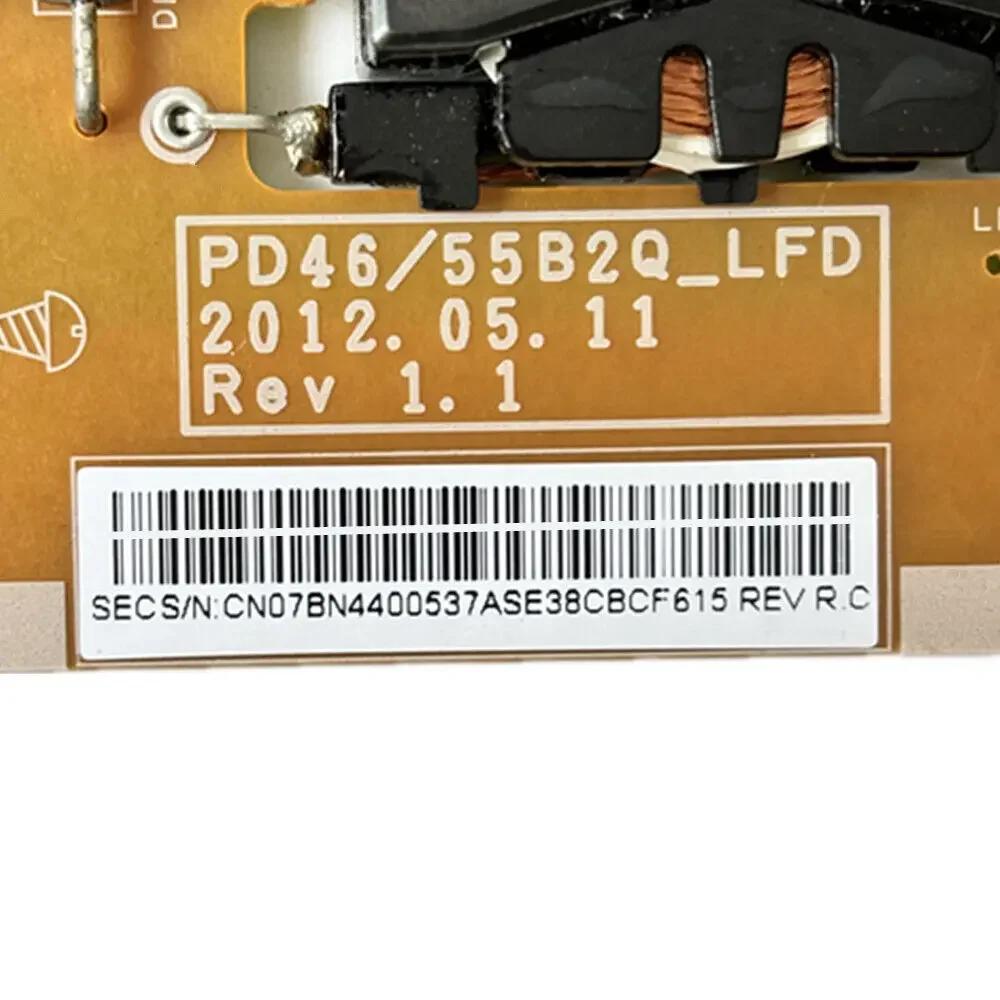 PD46/55B2Q_LFD
2012.05.11
Rev 1.1
SEC S/N:CN07BN4400537ASE38CBCF615 REV R.C